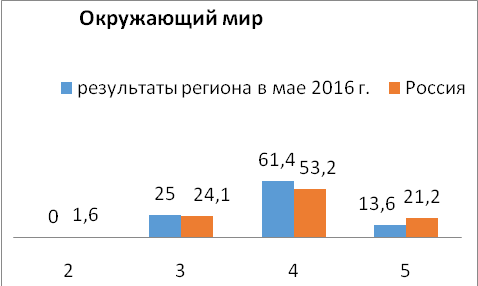 Окружающий мир
результаты региона в мае 2016 г. Россия
0 1,6 25 24,1 61,4 53,2 13,6 21,2
2 3 4 5